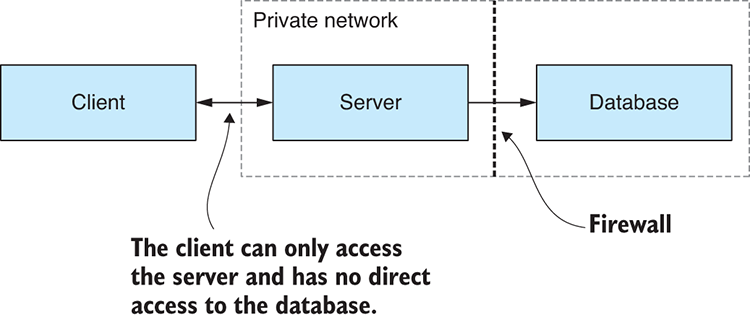 Private network
Client
Server
Database
The client can only access
the server and has no direct
access to the database.
Firewall